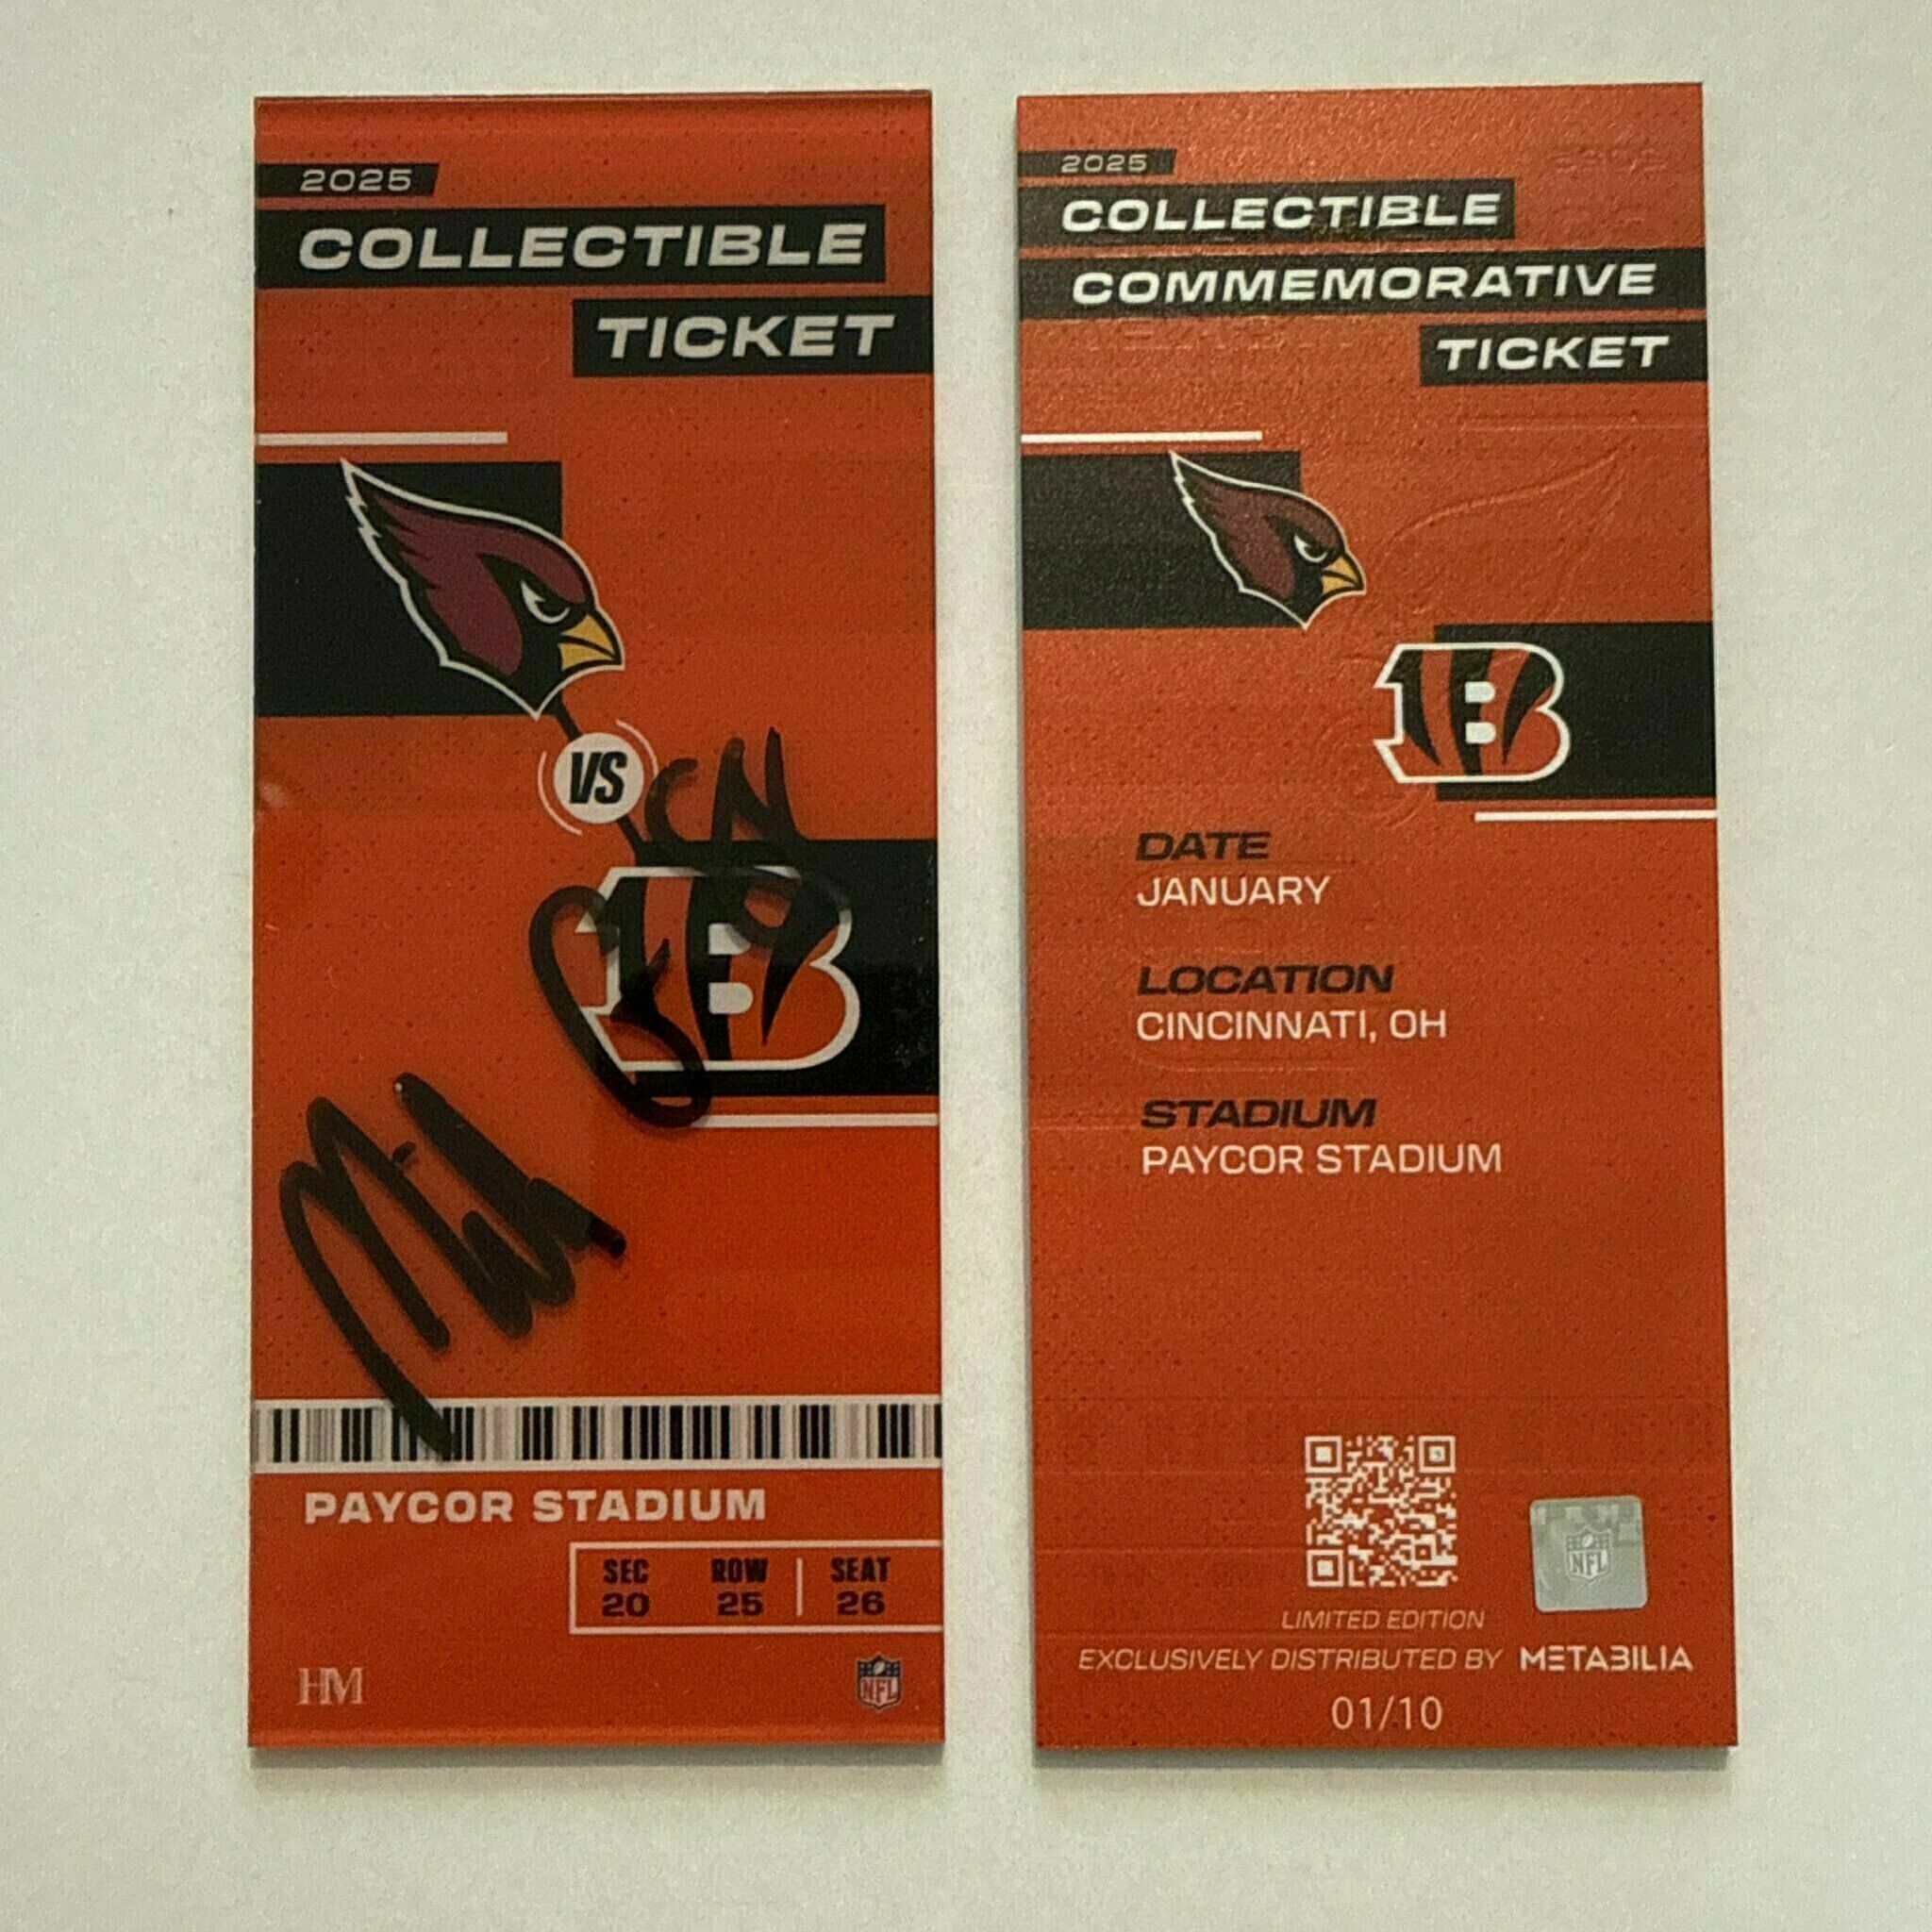 2025
COLLECTIBLE
TICKET
VS
B
PAYCOR STADIUM
SEC ROW SEAT
20 25 26
HM
NFL
2025
COLLECTIBLE
COMMEMORATIVE
TICKET
B
DATE
JANUARY
LOCATION
CINCINNATI, OH
STADIUM
PAYCOR STADIUM
NFL
LIMITED EDITION
EXCLUSIVELY DISTRIBUTED BY METABILIA
01/10